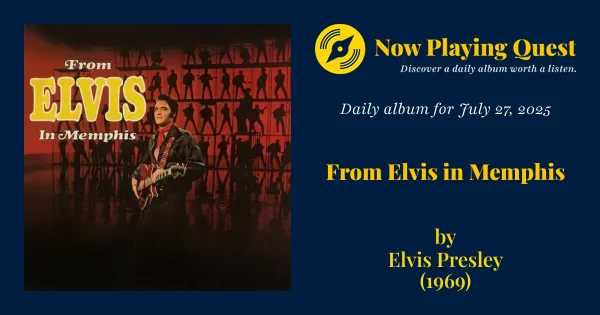 From
ELVIS
In Memphis
Now Playing Quest
Discover a daily album worth a listen.
Daily album for July 27, 2025
From Elvis in Memphis
by
Elvis Presley
(1969)